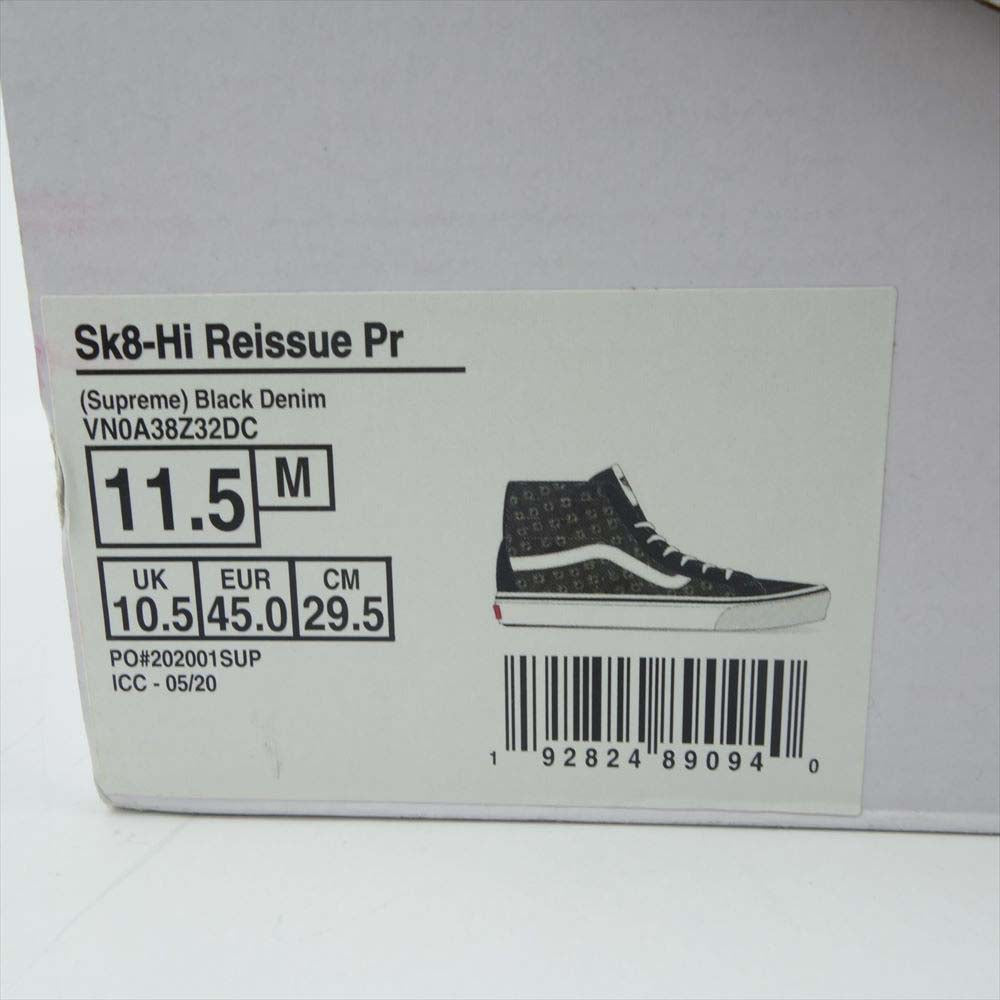 Sk8-Hi Reissue Pr
(Supreme) Black Denim
VN0A38Z32DC
11.5 M
UK EUR CM
10.5 45.0 29.5
PO#202001SUP
ICC - 05/20
1 92824 89094 0